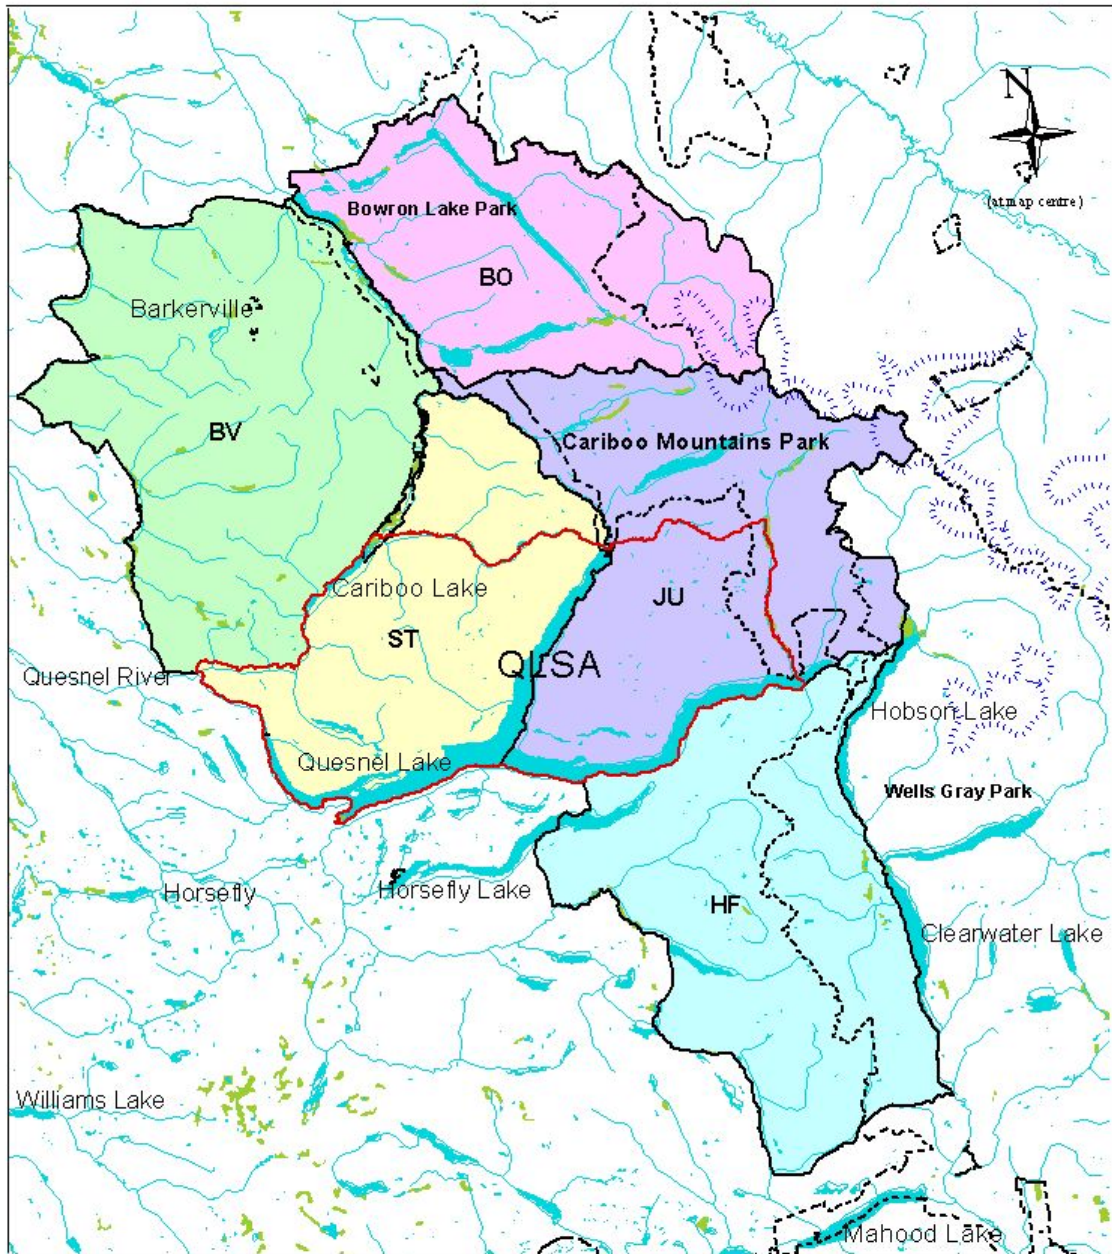 N
(at map centre)
Bowron Lake Park
BO
Barkerville
BV
Cariboo Mountains Park
Cariboo Lake
JU
ST
QLSA
Quesnel River
Hobson Lake
Quesnel Lake
Wells Gray Park
Horsefly
Horsefly Lake
HF
Clearwater Lake
Williams Lake
Mahood Lake